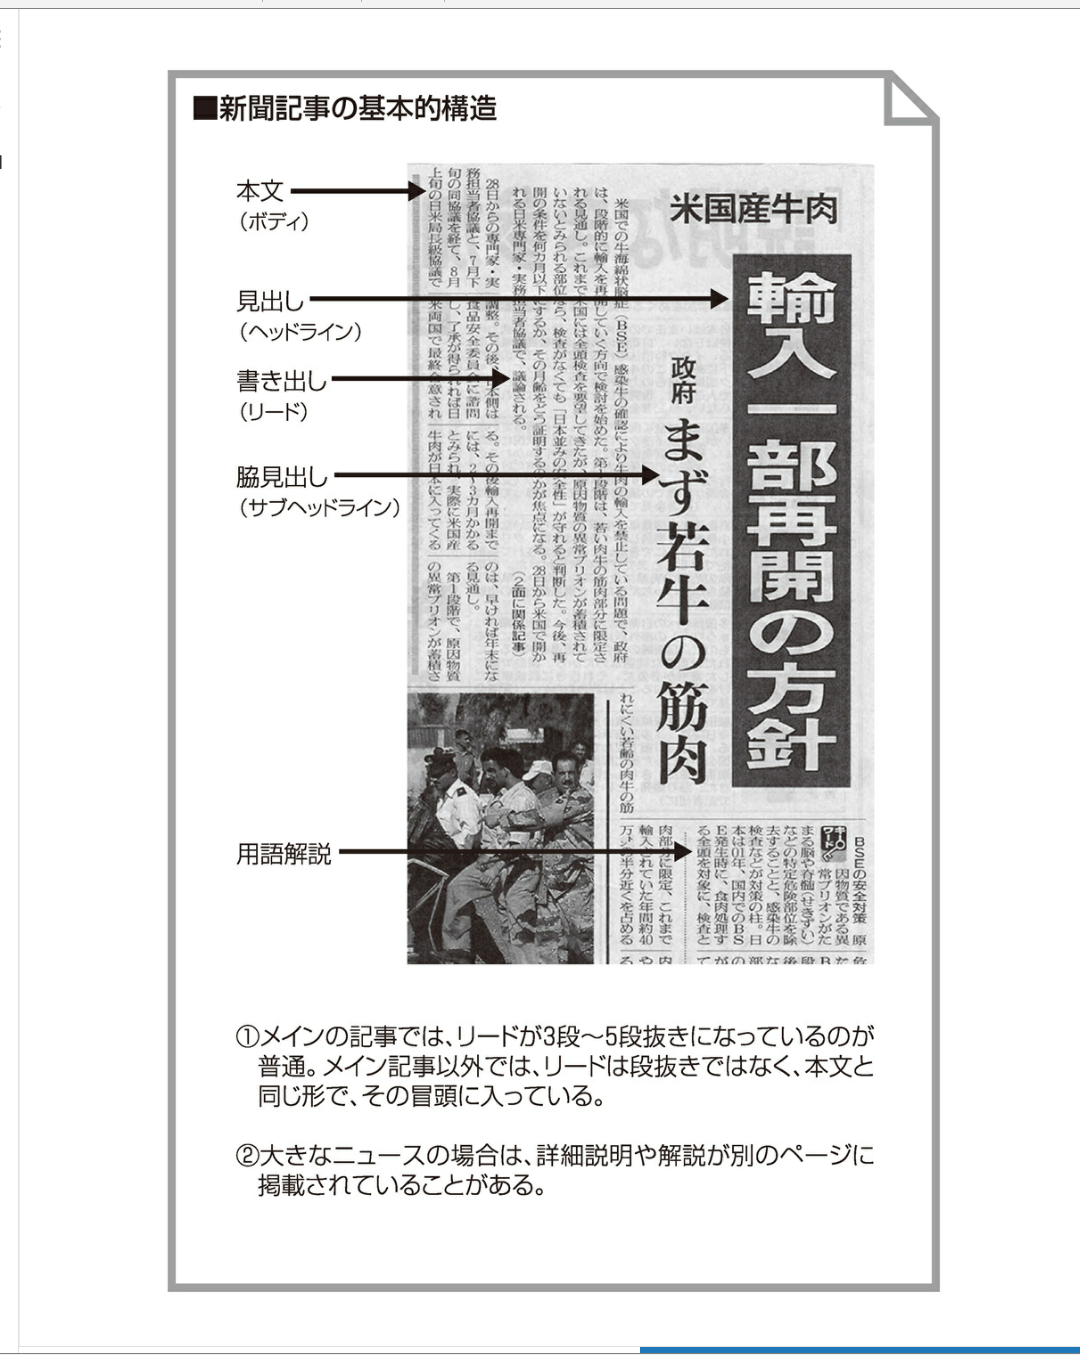 ■新聞記事の基本的構造
本文
（ボディ）
見出し
（ヘッドライン）
書き出し
（リード）
脇見出し
（サブヘッドライン）
用語解説
米国産牛肉
輸入一部再開の方針
政府
まず若牛の筋肉
米国での牛海綿状脳症（BSE）感染牛の確認により牛肉の輸入を禁止している問題で、政府
は、段階的に輸入を再開していく方向で検討を始めた。第1段階は、若い肉牛の筋肉部分に限定さ
れる見通し。これまで米国には全頭検査を要望してきたが、原因物質の異常プリオンが蓄積されて
いないとみられる部位なら、検査がなくても「日本並みの安全性」が守れると判断した。今後、再
開の条件を何カ月以下にするか、その月齢をどう証明するのかが焦点になる。28日から米国で開か
れる日米専門家・実務担当者協議で、議論される。
（2面に関係記事）
28日からの専門家・実
務担当者協議と、7月下
旬の同協議を経て、8月
上旬の日米局長級協議で
調整。その後、日本側は
食品安全委員会に諮問
し、了承が得られれば日
米両国で最終合意され
る。その後輸入再開まで
には、2～3カ月かかる
とみられ、実際に米国産
牛肉が日本に入ってくる
のは、早ければ年末にな
る見通し。
第1段階で、原因物質
の異常プリオンが蓄積さ
れにくい若齢の肉牛の筋
肉部分に限定、これまで
輸入されていた年間約40
半分近くを占める
キーワード
BSEの安全対策 原
因物質である異
常プリオンがた
まる脳や脊髄（せきずい）
などの特定危険部位を除
去することと、感染牛の
検査などが対策の柱。日
本は01年、国内でのBS
E発生時に、食肉処理す
る全頭を対象に、検査と
①メインの記事では、リードが3段～5段抜きになっているのが
普通。メイン記事以外では、リードは段抜きではなく、本文と
同じ形で、その冒頭に入っている。
②大きなニュースの場合は、詳細説明や解説が別のページに
掲載されていることがある。